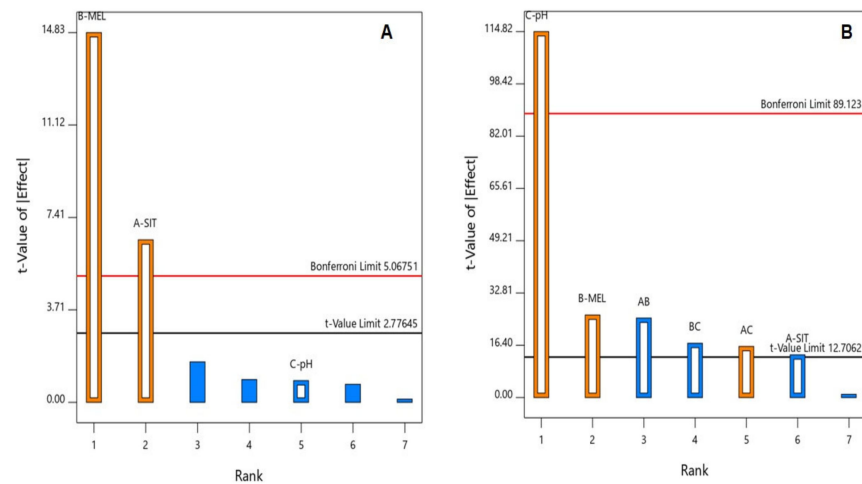 A
B-MEL
14.83
11.12
7.41
3.71
0.00
t-Value of |Effect|
A-SIT
Bonferroni Limit 5.06751
t-Value Limit 2.77645
C-pH
1 2 3 4 5 6 7
Rank
B
C-pH
114.82
98.42
82.01
65.61
49.21
32.81
16.40
0.00
t-Value of |Effect|
Bonferroni Limit 89.123
B-MEL
AB
BC
AC
A-SIT
t-Value Limit 12.7062
1 2 3 4 5 6 7
Rank